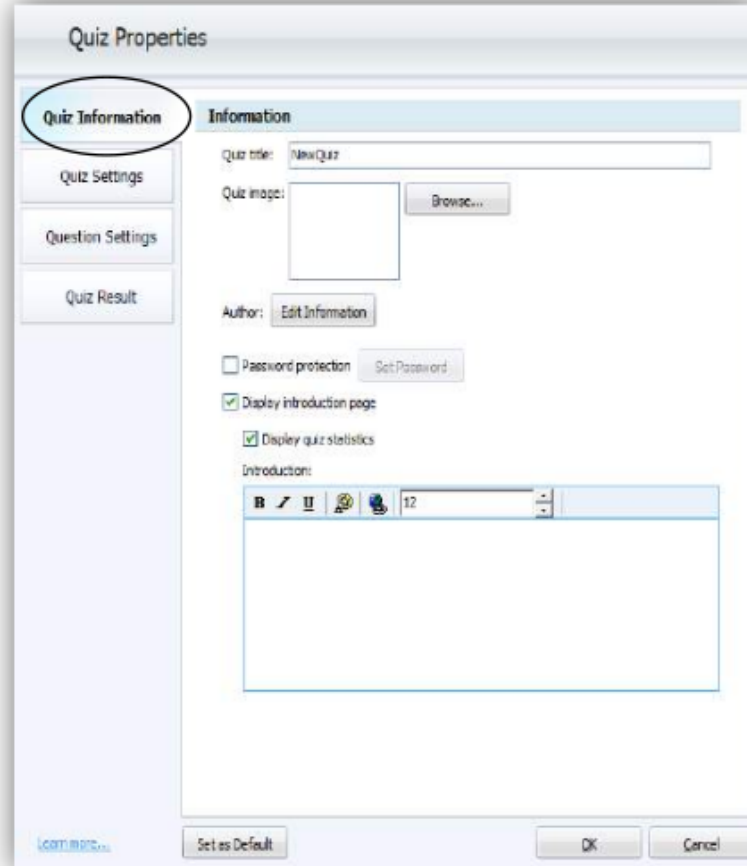 Quiz Properties
Quiz Information
Quiz Settings
Question Settings
Quiz Result
Information
Quiz title: NewQuiz
Quiz image:
Browse...
Author: Edit Information
Password protection Set Password
Display introduction page
Display quiz statistics
Introduction:
B I U 12
Learn more...
Set as Default
OK
Cancel